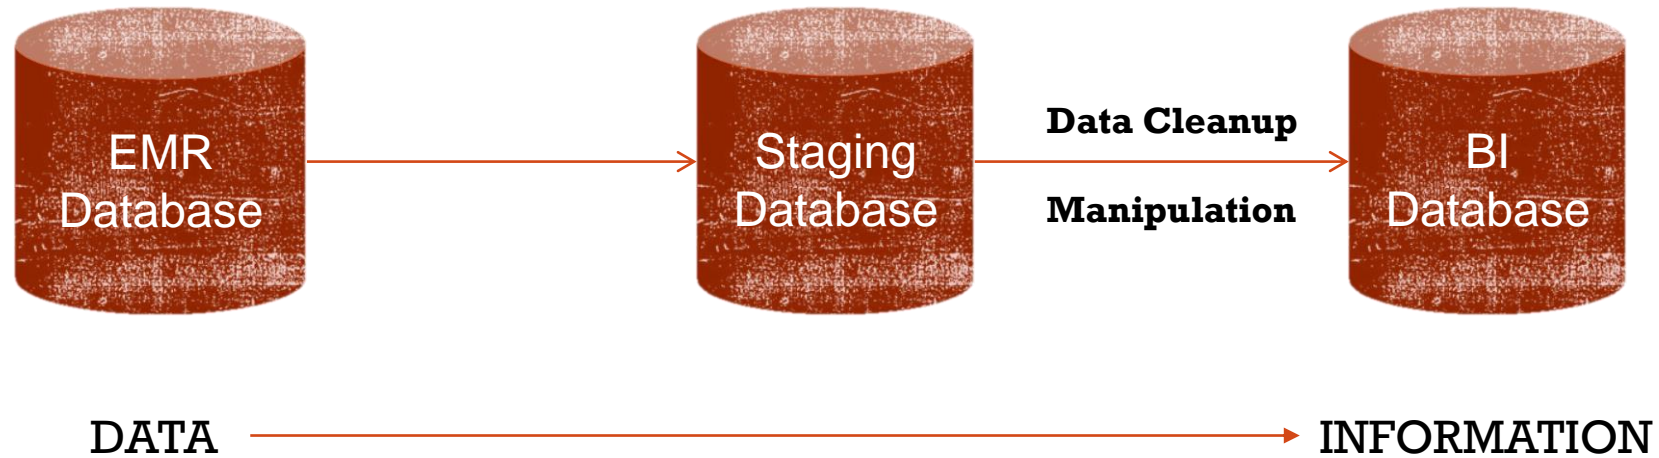 EMR
Database
Staging
Database
Data Cleanup
Manipulation
BI
Database
DATA
INFORMATION